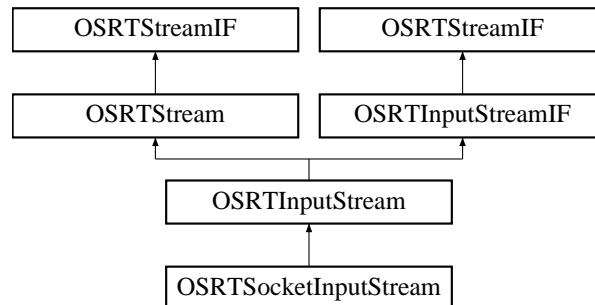 OSRTStreamIF
OSRTStreamIF
OSRTStream
OSRTInputStreamIF
OSRTInputStream
OSRTSocketInputStream